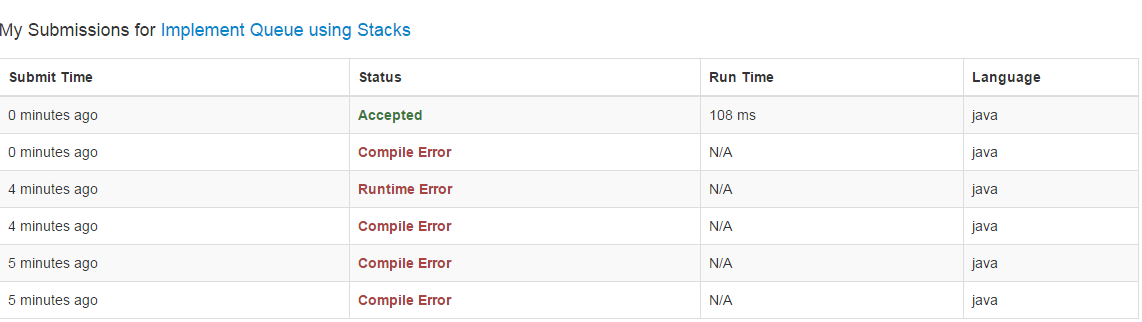 My Submissions for Implement Queue using Stacks
Submit Time Status Run Time Language
0 minutes ago Accepted 108 ms java
0 minutes ago Compile Error N/A java
4 minutes ago Runtime Error N/A java
4 minutes ago Compile Error N/A java
5 minutes ago Compile Error N/A java
5 minutes ago Compile Error N/A java